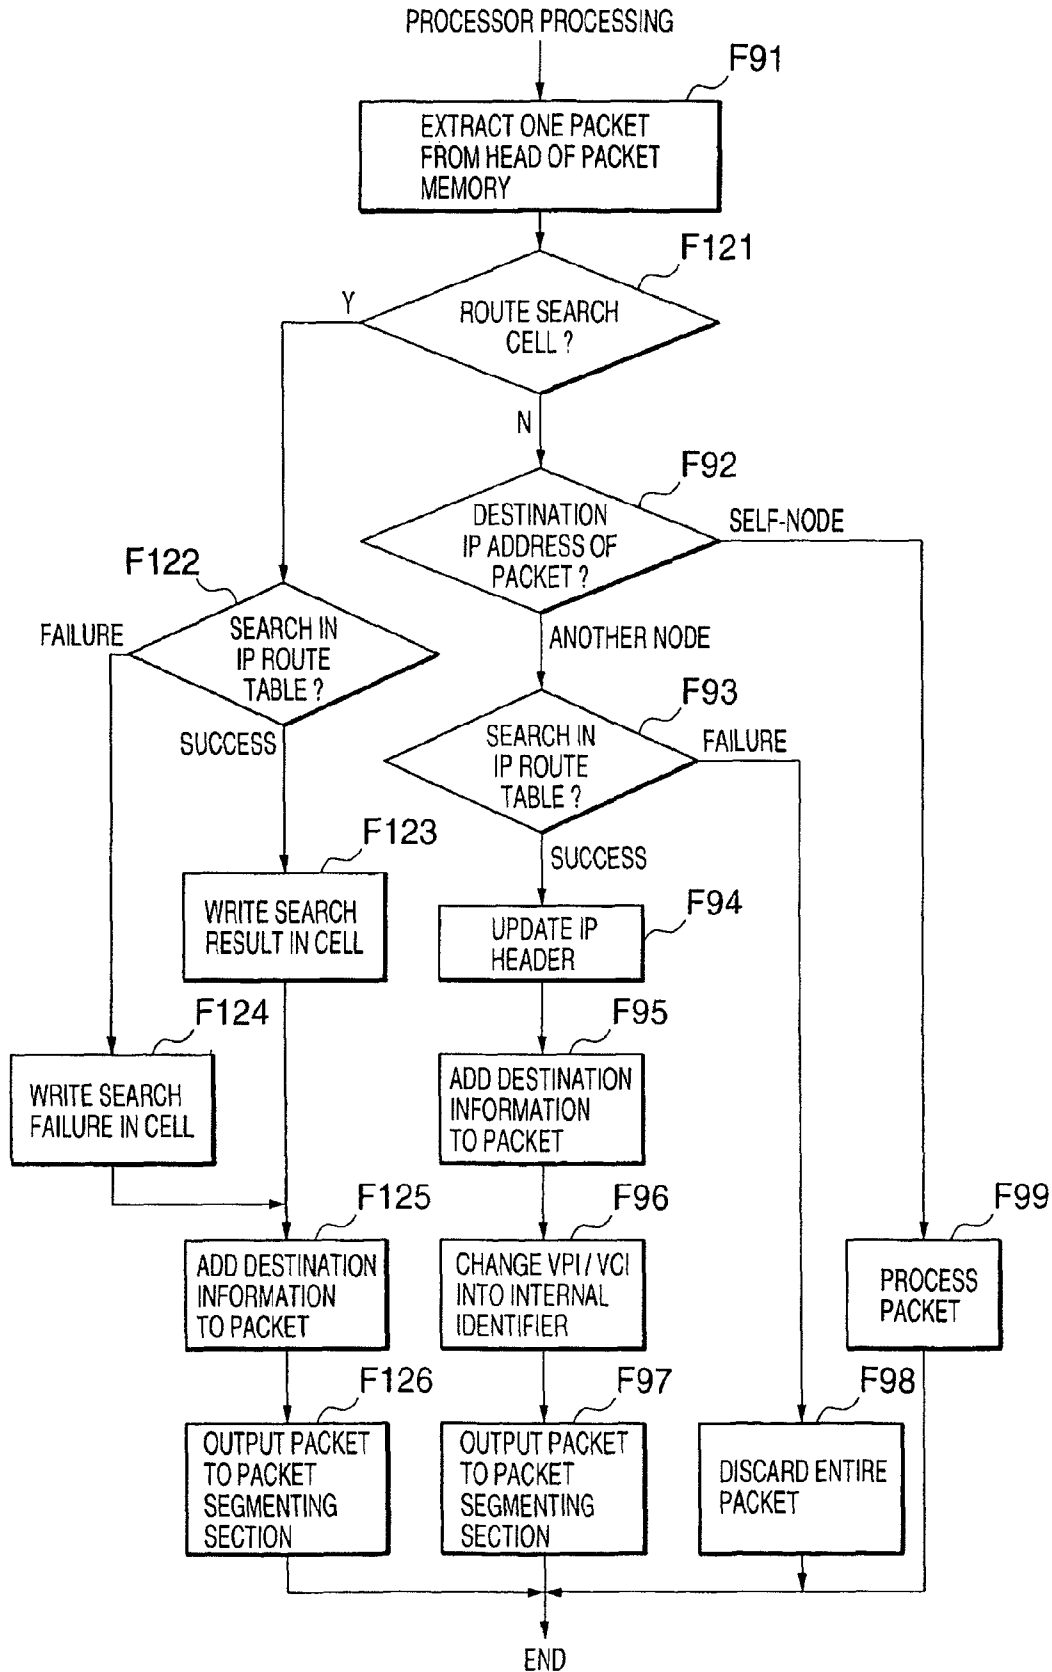 PROCESSOR PROCESSING
F91
EXTRACT ONE PACKET
FROM HEAD OF PACKET
MEMORY
F121
ROUTE SEARCH
CELL ?
Y
N
F92
DESTINATION
IP ADDRESS OF
PACKET ?
SELF-NODE
ANOTHER NODE
F122
SEARCH IN
IP ROUTE
TABLE ?
FAILURE
SUCCESS
F93
SEARCH IN
IP ROUTE
TABLE ?
FAILURE
SUCCESS
F123
WRITE SEARCH
RESULT IN CELL
F94
UPDATE IP
HEADER
F124
WRITE SEARCH
FAILURE IN CELL
F95
ADD DESTINATION
INFORMATION
TO PACKET
F125
ADD DESTINATION
INFORMATION
TO PACKET
F96
CHANGE VPI / VCI
INTO INTERNAL
IDENTIFIER
F99
PROCESS
PACKET
F126
OUTPUT PACKET
TO PACKET
SEGMENTING
SECTION
F97
OUTPUT PACKET
TO PACKET
SEGMENTING
SECTION
F98
DISCARD ENTIRE
PACKET
END